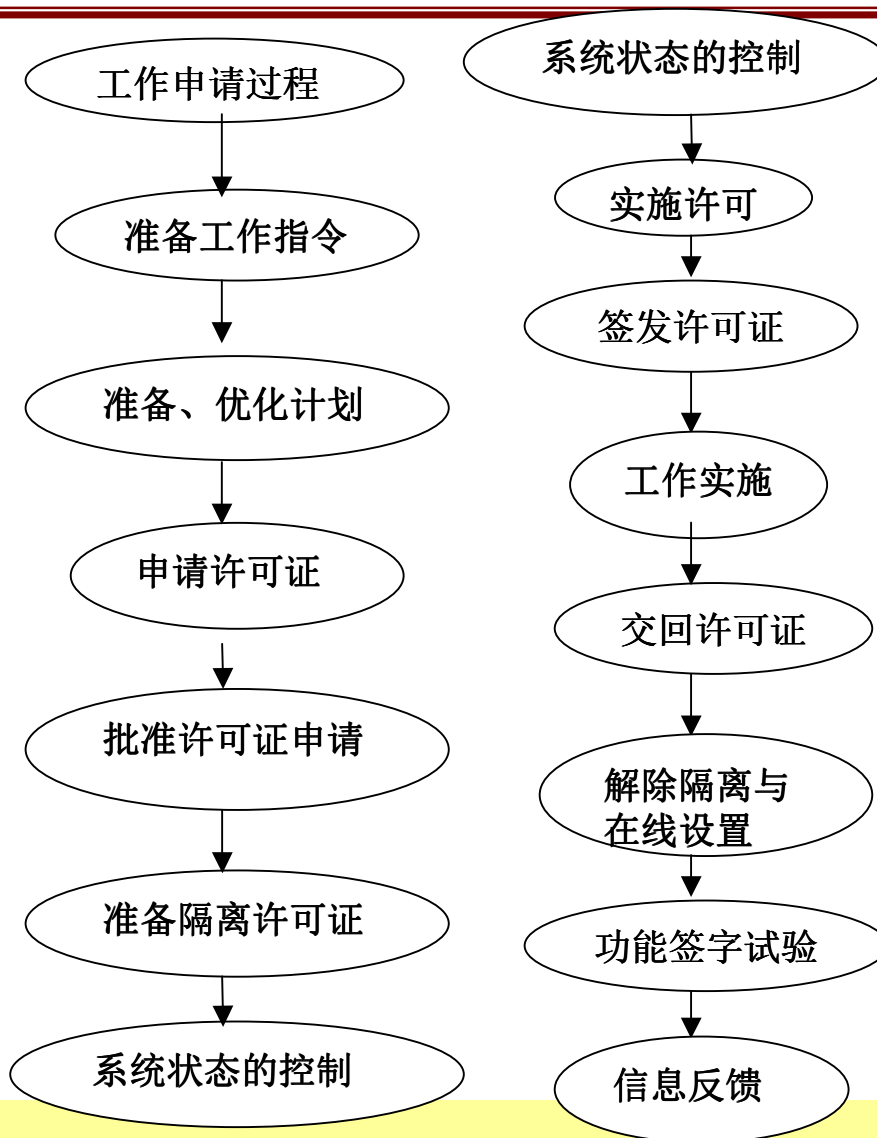 工作申请过程
准备工作指令
准备、优化计划
申请许可证
批准许可证申请
准备隔离许可证
系统状态的控制
系统状态的控制
实施许可
签发许可证
工作实施
交回许可证
解除隔离与
在线设置
功能签字试验
信息反馈